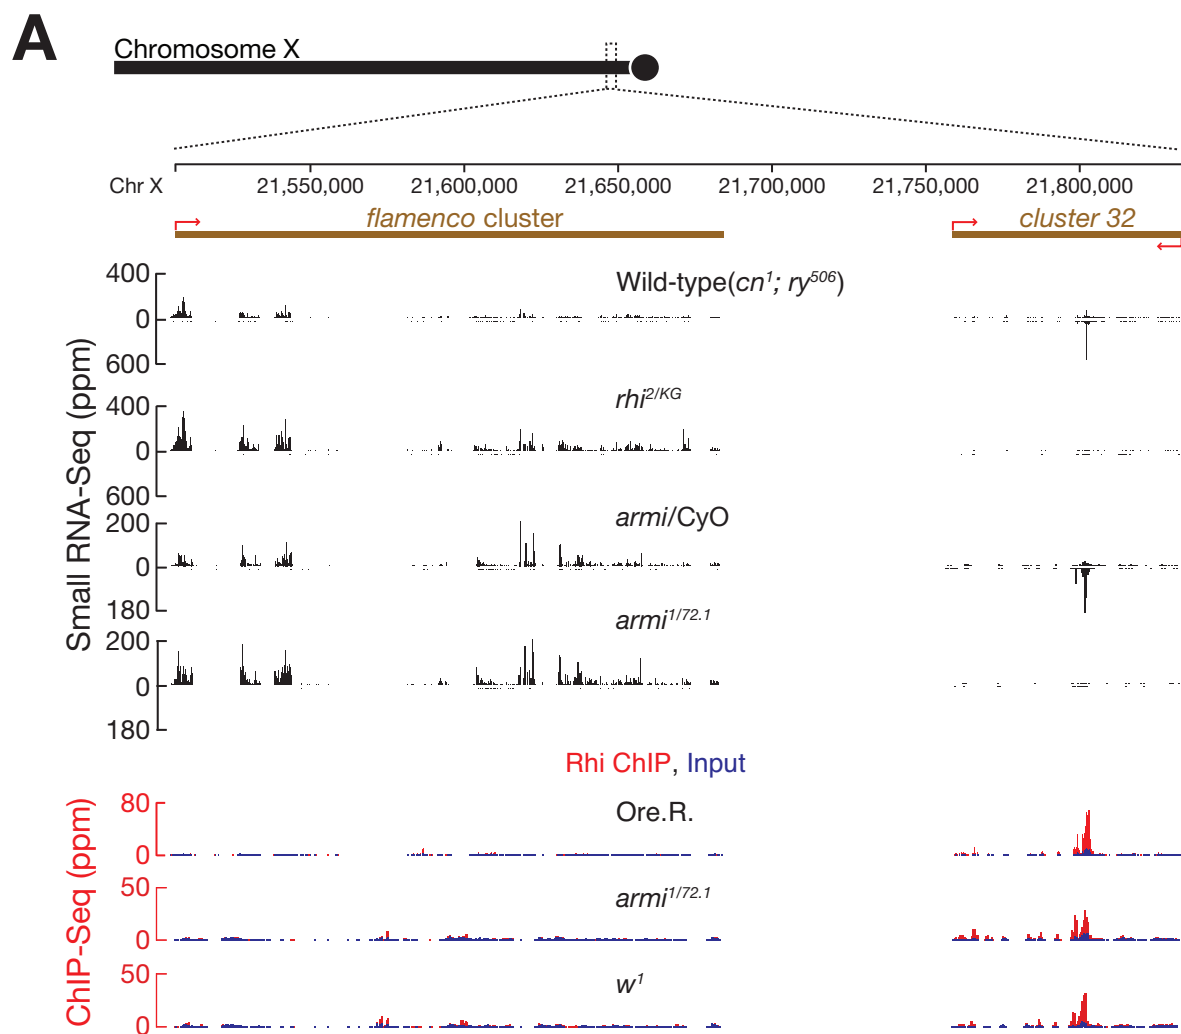 A
Chromosome X
Chr X
21,550,000 21,600,000 21,650,000 21,700,000 21,750,000 21,800,000
flamenco cluster
cluster 32
Small RNA-Seq (ppm)
400
0
600
Wild-type(cn¹; ry⁵⁰⁶)
400
0
600
rhi²/ᴷᴳ
200
0
180
armi/CyO
200
0
180
armi¹/⁷²·¹
Rhi ChIP, Input
ChIP-Seq (ppm)
80
0
Ore.R.
50
0
armi¹/⁷²·¹
50
0
w¹